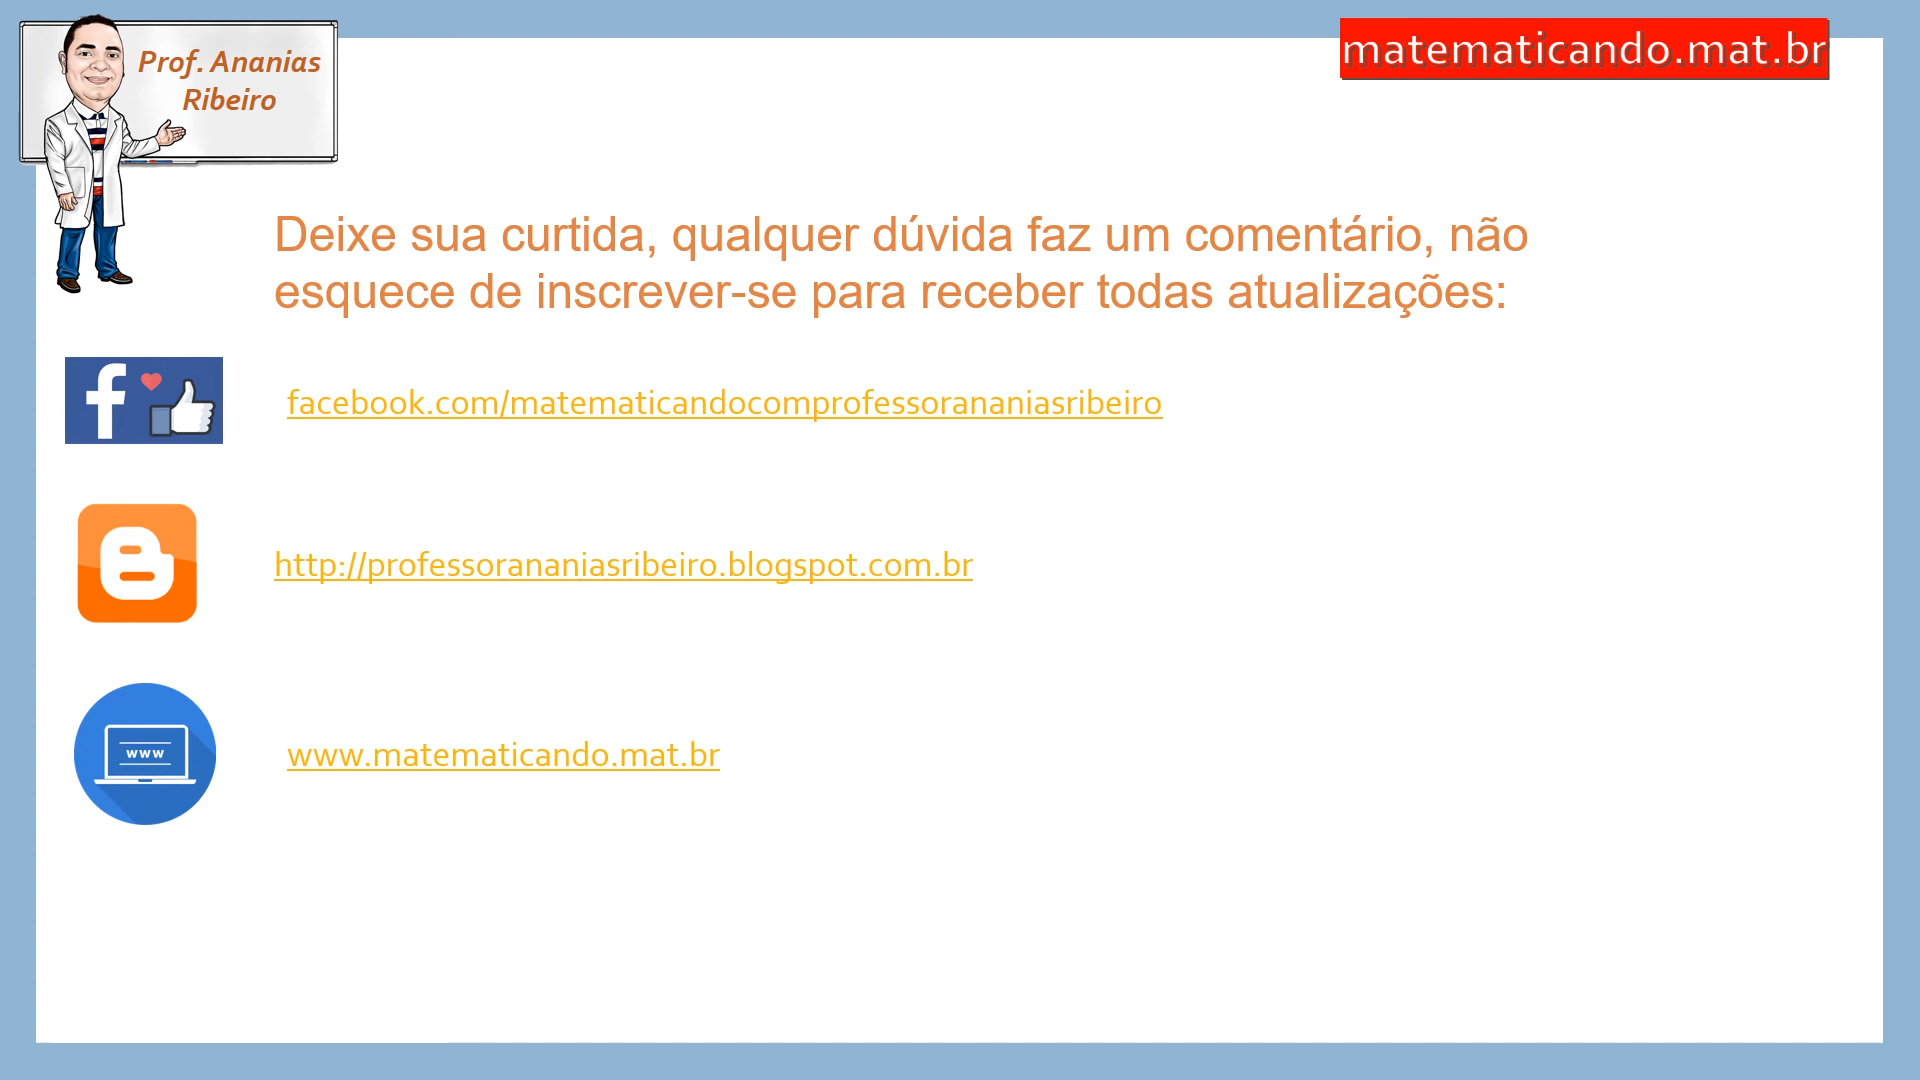 Prof. Ananias
Ribeiro
matematicando.mat.br
Deixe sua curtida, qualquer dúvida faz um comentário, não
esquece de inscrever-se para receber todas atualizações:
facebook.com/matematicandocomprofessorananiasribeiro
http://professorananiasribeiro.blogspot.com.br
www
www.matematicando.mat.br